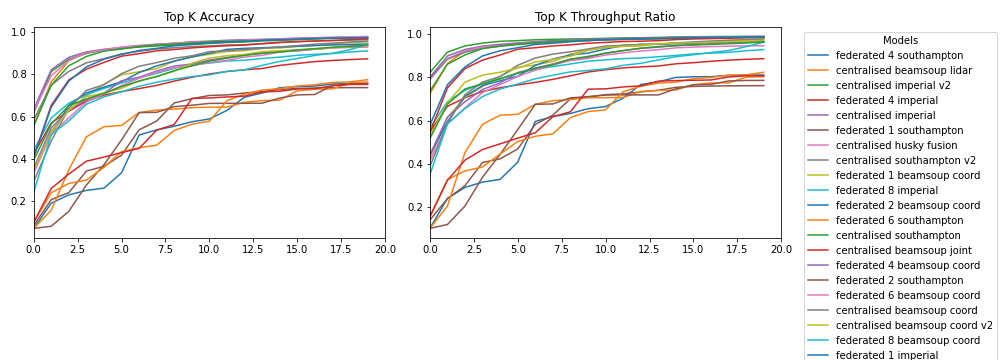 Top K Accuracy
1.0
0.8
0.6
0.4
0.2
0.0 2.5 5.0 7.5 10.0 12.5 15.0 17.5 20.0
Top K Throughput Ratio
1.0
0.8
0.6
0.4
0.2
0.0 2.5 5.0 7.5 10.0 12.5 15.0 17.5 20.0
Models
federated 4 southampton
centralised beamsoup lidar
centralised imperial v2
federated 4 imperial
centralised imperial
federated 1 southampton
centralised husky fusion
centralised southampton v2
federated 1 beamsoup coord
federated 8 imperial
federated 2 beamsoup coord
federated 6 southampton
centralised southampton
centralised beamsoup joint
federated 4 beamsoup coord
federated 2 southampton
federated 6 beamsoup coord
centralised beamsoup coord
centralised beamsoup coord v2
federated 8 beamsoup coord
federated 1 imperial